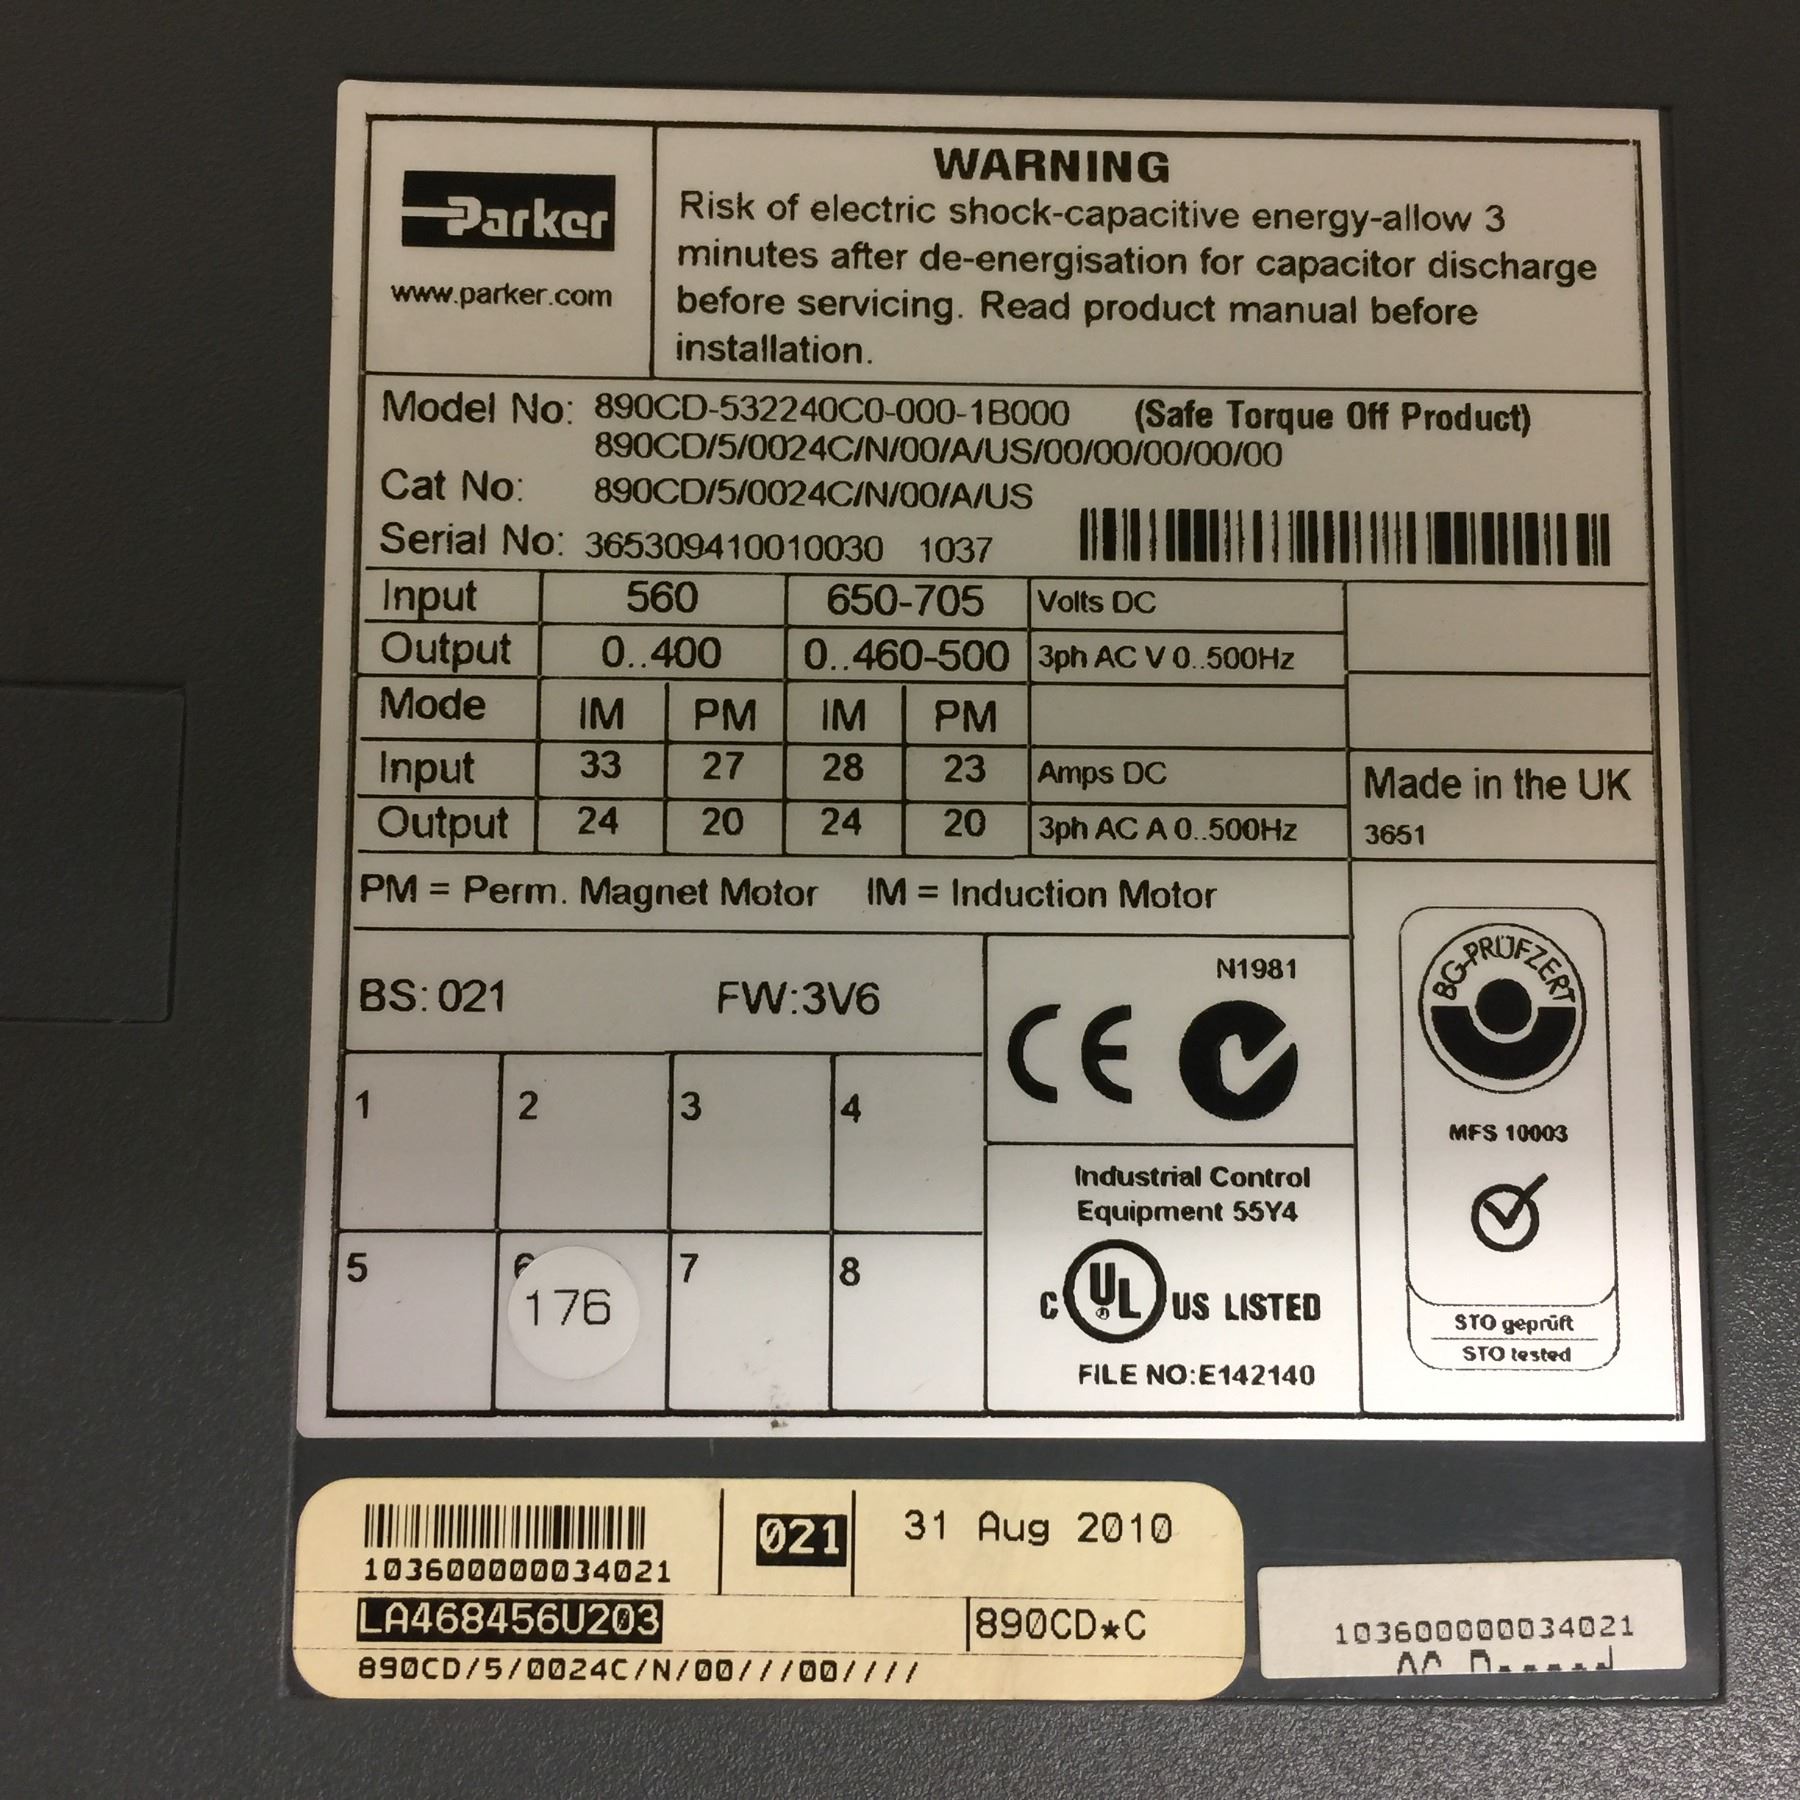 Parker
www.parker.com
WARNING
Risk of electric shock-capacitive energy-allow 3
minutes after de-energisation for capacitor discharge
before servicing. Read product manual before
installation.
Model No: 890CD-532240C0-000-1B000 (Safe Torque Off Product)
890CD/5/0024C/N/00/A/US/00/00/00/00/00
Cat No: 890CD/5/0024C/N/00/A/US
Serial No: 365309410010030 1037
Input 560 650-705 Volts DC
Output 0..400 0..460-500 3ph AC V 0..500Hz
Mode IM PM IM PM
Input 33 27 28 23 Amps DC
Output 24 20 24 20 3ph AC A 0..500Hz
Made in the UK
3651
PM = Perm. Magnet Motor IM = Induction Motor
BS: 021 FW:3V6
1 2 3 4
5 6 7 8
176
N1981
CE
Industrial Control
Equipment 55Y4
C UL US LISTED
FILE NO:E142140
BG-PRÜFZERT
MFS 10003
STO geprüft
STO tested
103600000034021
021
31 Aug 2010
LA468456U203
890CD*C
890CD/5/0024C/N/00///00////
103600000034021